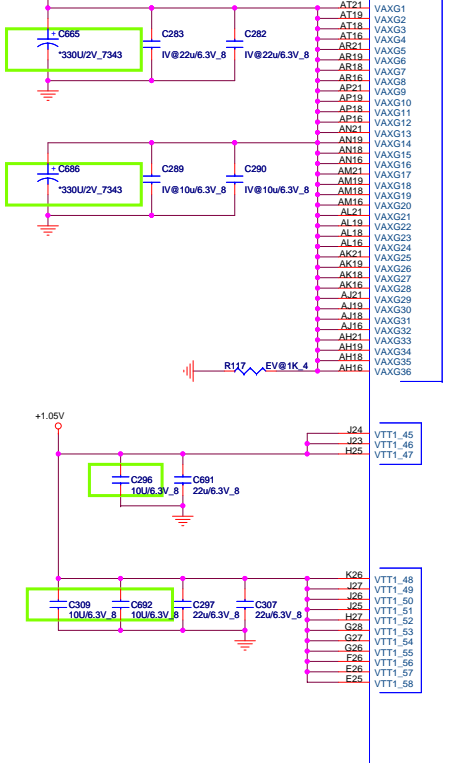 AT21 VAXG1
AT19 VAXG2
AT18 VAXG3
AT16 VAXG4
AR21 VAXG5
AR19 VAXG6
AR18 VAXG7
AR16 VAXG8
AP21 VAXG9
AP19 VAXG10
AP18 VAXG11
AP16 VAXG12
AN21 VAXG13
AN19 VAXG14
AN18 VAXG15
AN16 VAXG16
AM21 VAXG17
AM19 VAXG18
AM18 VAXG19
AM16 VAXG20
AL21 VAXG21
AL19 VAXG22
AL18 VAXG23
AL16 VAXG24
AK21 VAXG25
AK19 VAXG26
AK18 VAXG27
AK16 VAXG28
AJ21 VAXG29
AJ19 VAXG30
AJ18 VAXG31
AJ16 VAXG32
AH21 VAXG33
AH19 VAXG34
AH18 VAXG35
AH16 VAXG36
+ C665
*330U/2V_7343
C283
IV@22u/6.3V_8
C282
IV@22u/6.3V_8
+ C686
*330U/2V_7343
C289
IV@10u/6.3V_8
C290
IV@10u/6.3V_8
R117 EV@1K_4
+1.05V
J24 VTT1_45
J23 VTT1_46
H25 VTT1_47
C296
10U/6.3V_8
C691
22u/6.3V_8
K26 VTT1_48
J27 VTT1_49
J26 VTT1_50
J25 VTT1_51
H27 VTT1_52
G28 VTT1_53
G27 VTT1_54
G26 VTT1_55
F26 VTT1_56
E26 VTT1_57
E25 VTT1_58
C309
10U/6.3V_8
C692
10U/6.3V_8
C297
22u/6.3V_8
C307
22u/6.3V_8